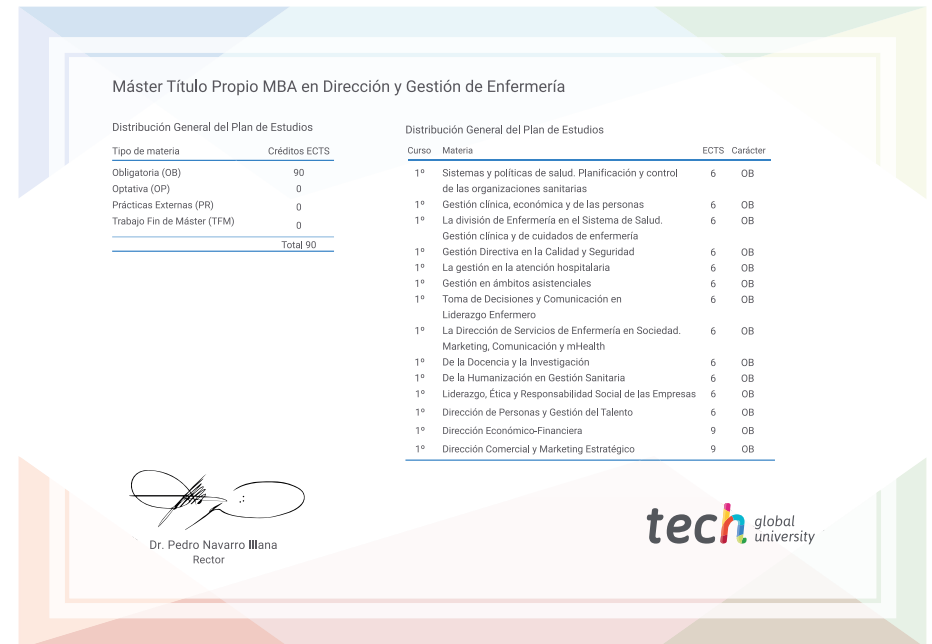 Máster Título Propio MBA en Dirección y Gestión de Enfermería
Distribución General del Plan de Estudios
Tipo de materia Créditos ECTS
Obligatoria (OB) 90
Optativa (OP) 0
Prácticas Externas (PR) 0
Trabajo Fin de Máster (TFM) 0
Total 90
Distribución General del Plan de Estudios
Curso Materia ECTS Carácter
1º Sistemas y políticas de salud. Planificación y control 6 OB
de las organizaciones sanitarias
1º Gestión clínica, económica y de las personas 6 OB
1º La división de Enfermería en el Sistema de Salud. 6 OB
Gestión clínica y de cuidados de enfermería
1º Gestión Directiva en la Calidad y Seguridad 6 OB
1º La gestión en la atención hospitalaria 6 OB
1º Gestión en ámbitos asistenciales 6 OB
1º Toma de Decisiones y Comunicación en 6 OB
Liderazgo Enfermero
1º La Dirección de Servicios de Enfermería en Sociedad. 6 OB
Marketing, Comunicación y mHealth
1º De la Docencia y la Investigación 6 OB
1º De la Humanización en Gestión Sanitaria 6 OB
1º Liderazgo, Ética y Responsabilidad Social de las Empresas 6 OB
1º Dirección de Personas y Gestión del Talento 6 OB
1º Dirección Económico-Financiera 9 OB
1º Dirección Comercial y Marketing Estratégico 9 OB
Dr. Pedro Navarro Illana
Rector
tech global
university